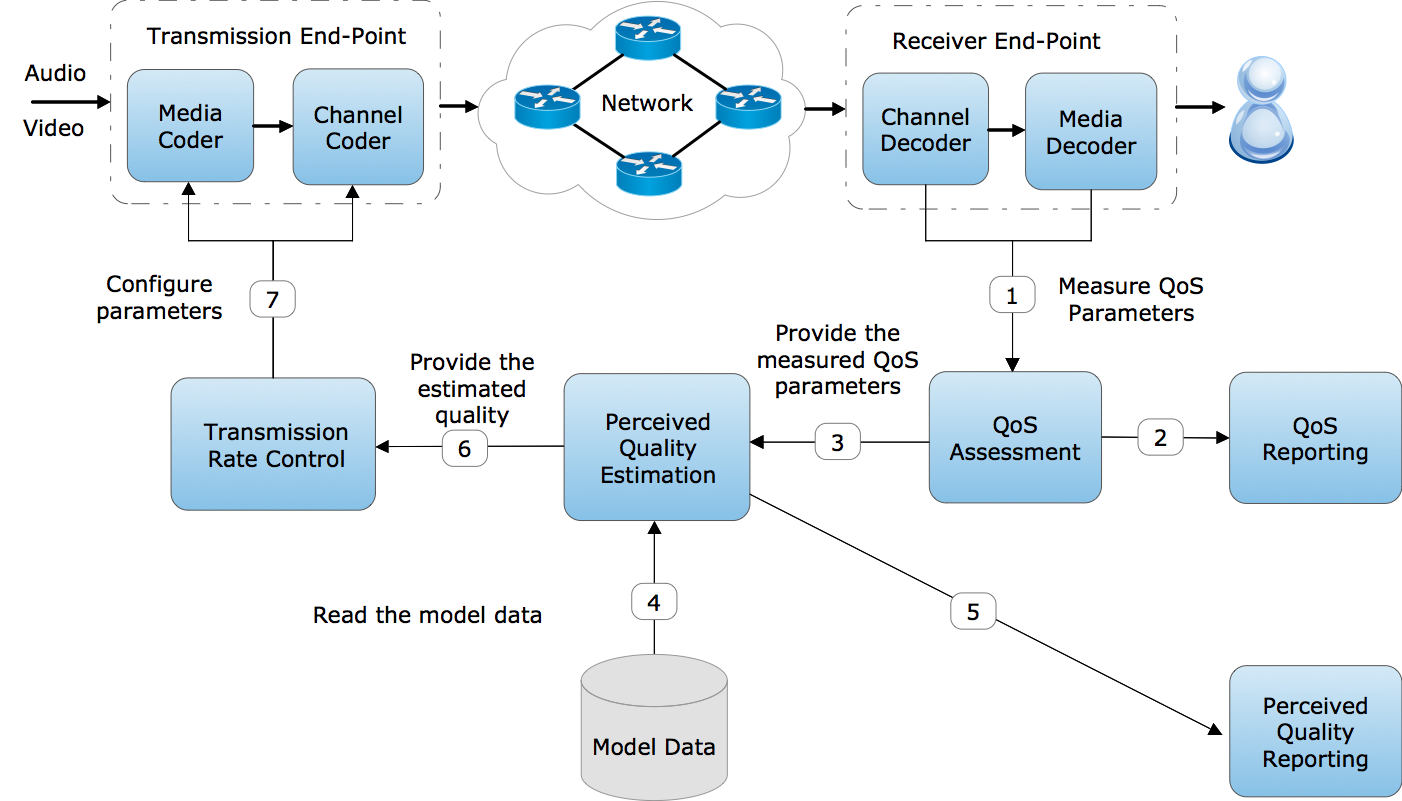 Transmission End-Point
Receiver End-Point
Audio
Video
Media
Coder
Channel
Coder
Network
Channel
Decoder
Media
Decoder
Configure
parameters
7
1
Measure QoS
Parameters
Provide the
measured QoS
parameters
Provide the
estimated
quality
Transmission
Rate Control
6
Perceived
Quality
Estimation
3
QoS
Assessment
2
QoS
Reporting
Read the model data
4
5
Model Data
Perceived
Quality
Reporting